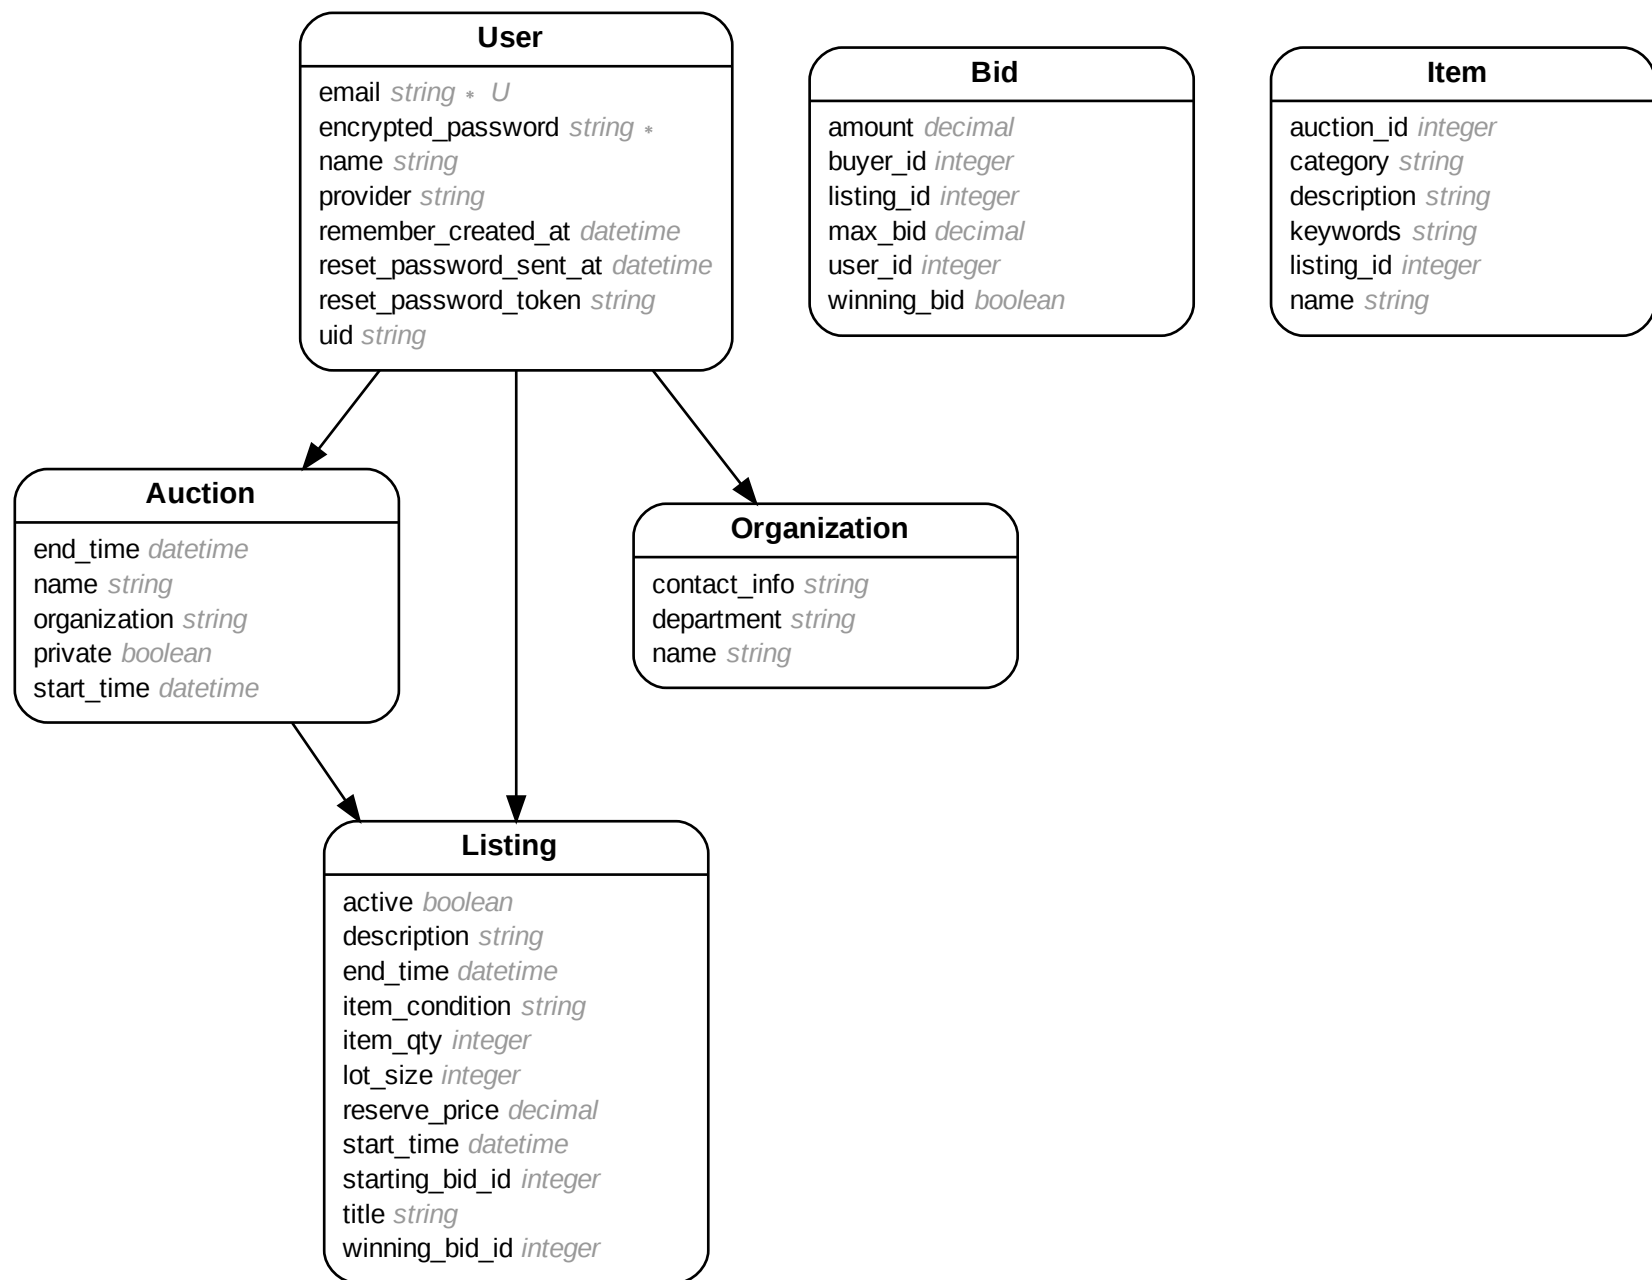 User
email string * U
encrypted_password string *
name string
provider string
remember_created_at datetime
reset_password_sent_at datetime
reset_password_token string
uid string
Bid
amount decimal
buyer_id integer
listing_id integer
max_bid decimal
user_id integer
winning_bid boolean
Item
auction_id integer
category string
description string
keywords string
listing_id integer
name string
Auction
end_time datetime
name string
organization string
private boolean
start_time datetime
Organization
contact_info string
department string
name string
Listing
active boolean
description string
end_time datetime
item_condition string
item_qty integer
lot_size integer
reserve_price decimal
start_time datetime
starting_bid_id integer
title string
winning_bid_id integer